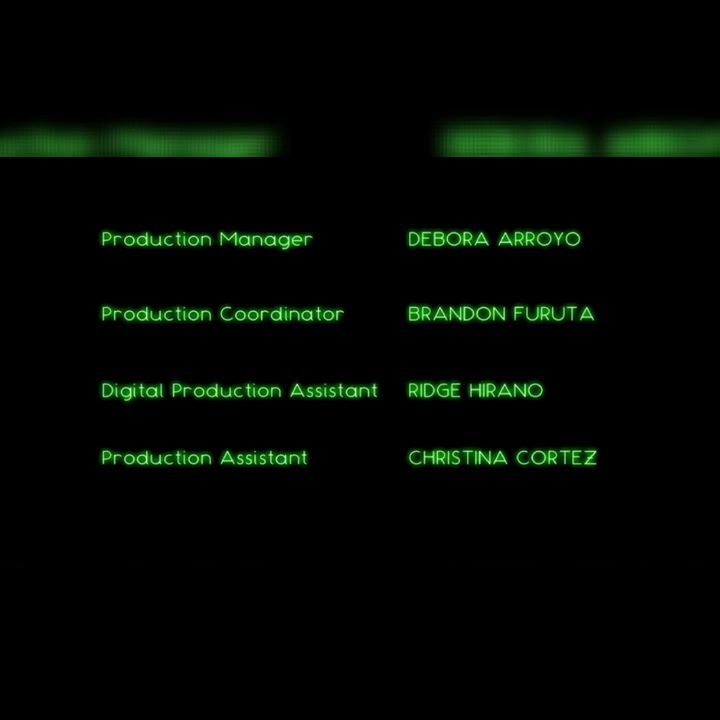 Production Manager DEBORA ARROYO
Production Coordinator BRANDON FURUTA
Digital Production Assistant RIDGE HIRANO
Production Assistant CHRISTINA CORTEZ